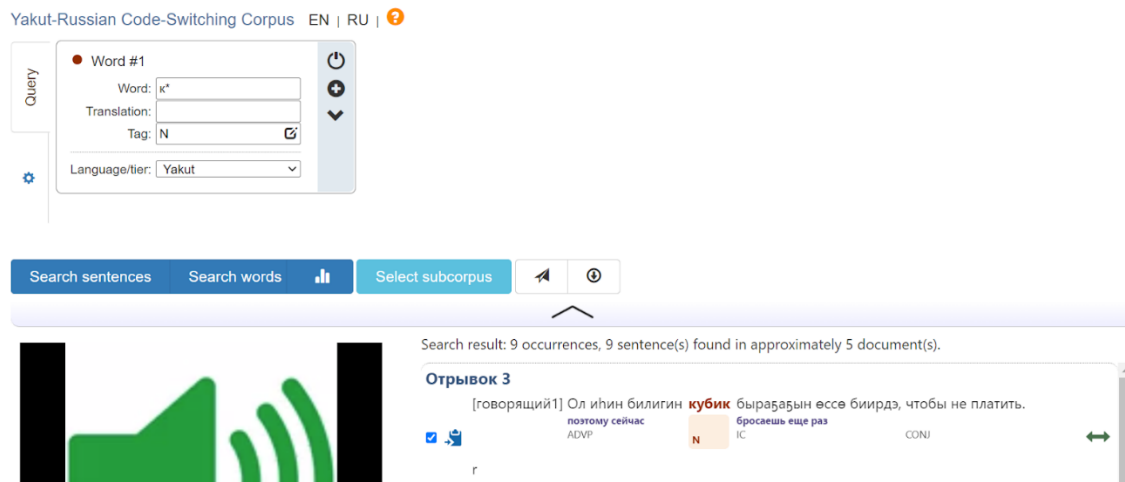 Yakut-Russian Code-Switching Corpus EN | RU | ?
Query
Word #1
Word: к*
Translation:
Tag: N
Language/tier: Yakut
Search sentences Search words Select subcorpus
Search result: 9 occurrences, 9 sentence(s) found in approximately 5 document(s).
Отрывок 3
[говорящий1] Ол иһин билигин кубик быраҕаҕын өссө биирдэ, чтобы не платить.
поэтому сейчас бросаешь еще раз
ADVP N IC CONJ
r